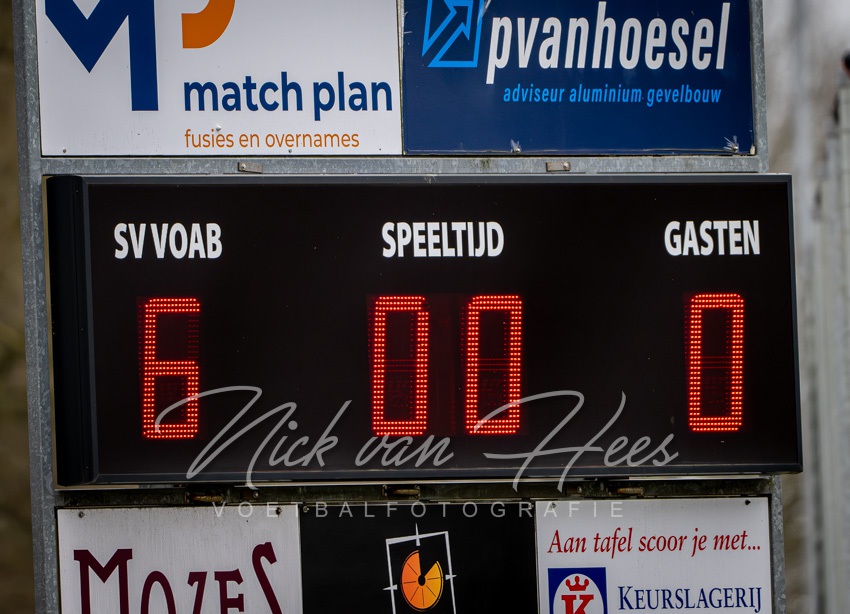 match plan
fusies en overnames
pvanhoesel
adviseur aluminium gevelbouw
SV VOAB SPEELTIJD GASTEN
6 00 0
Nick van Hees
VOETBALFOTOGRAFIE
MOZES
Aan tafel scoor je met...
K KEURSLAGERIJ